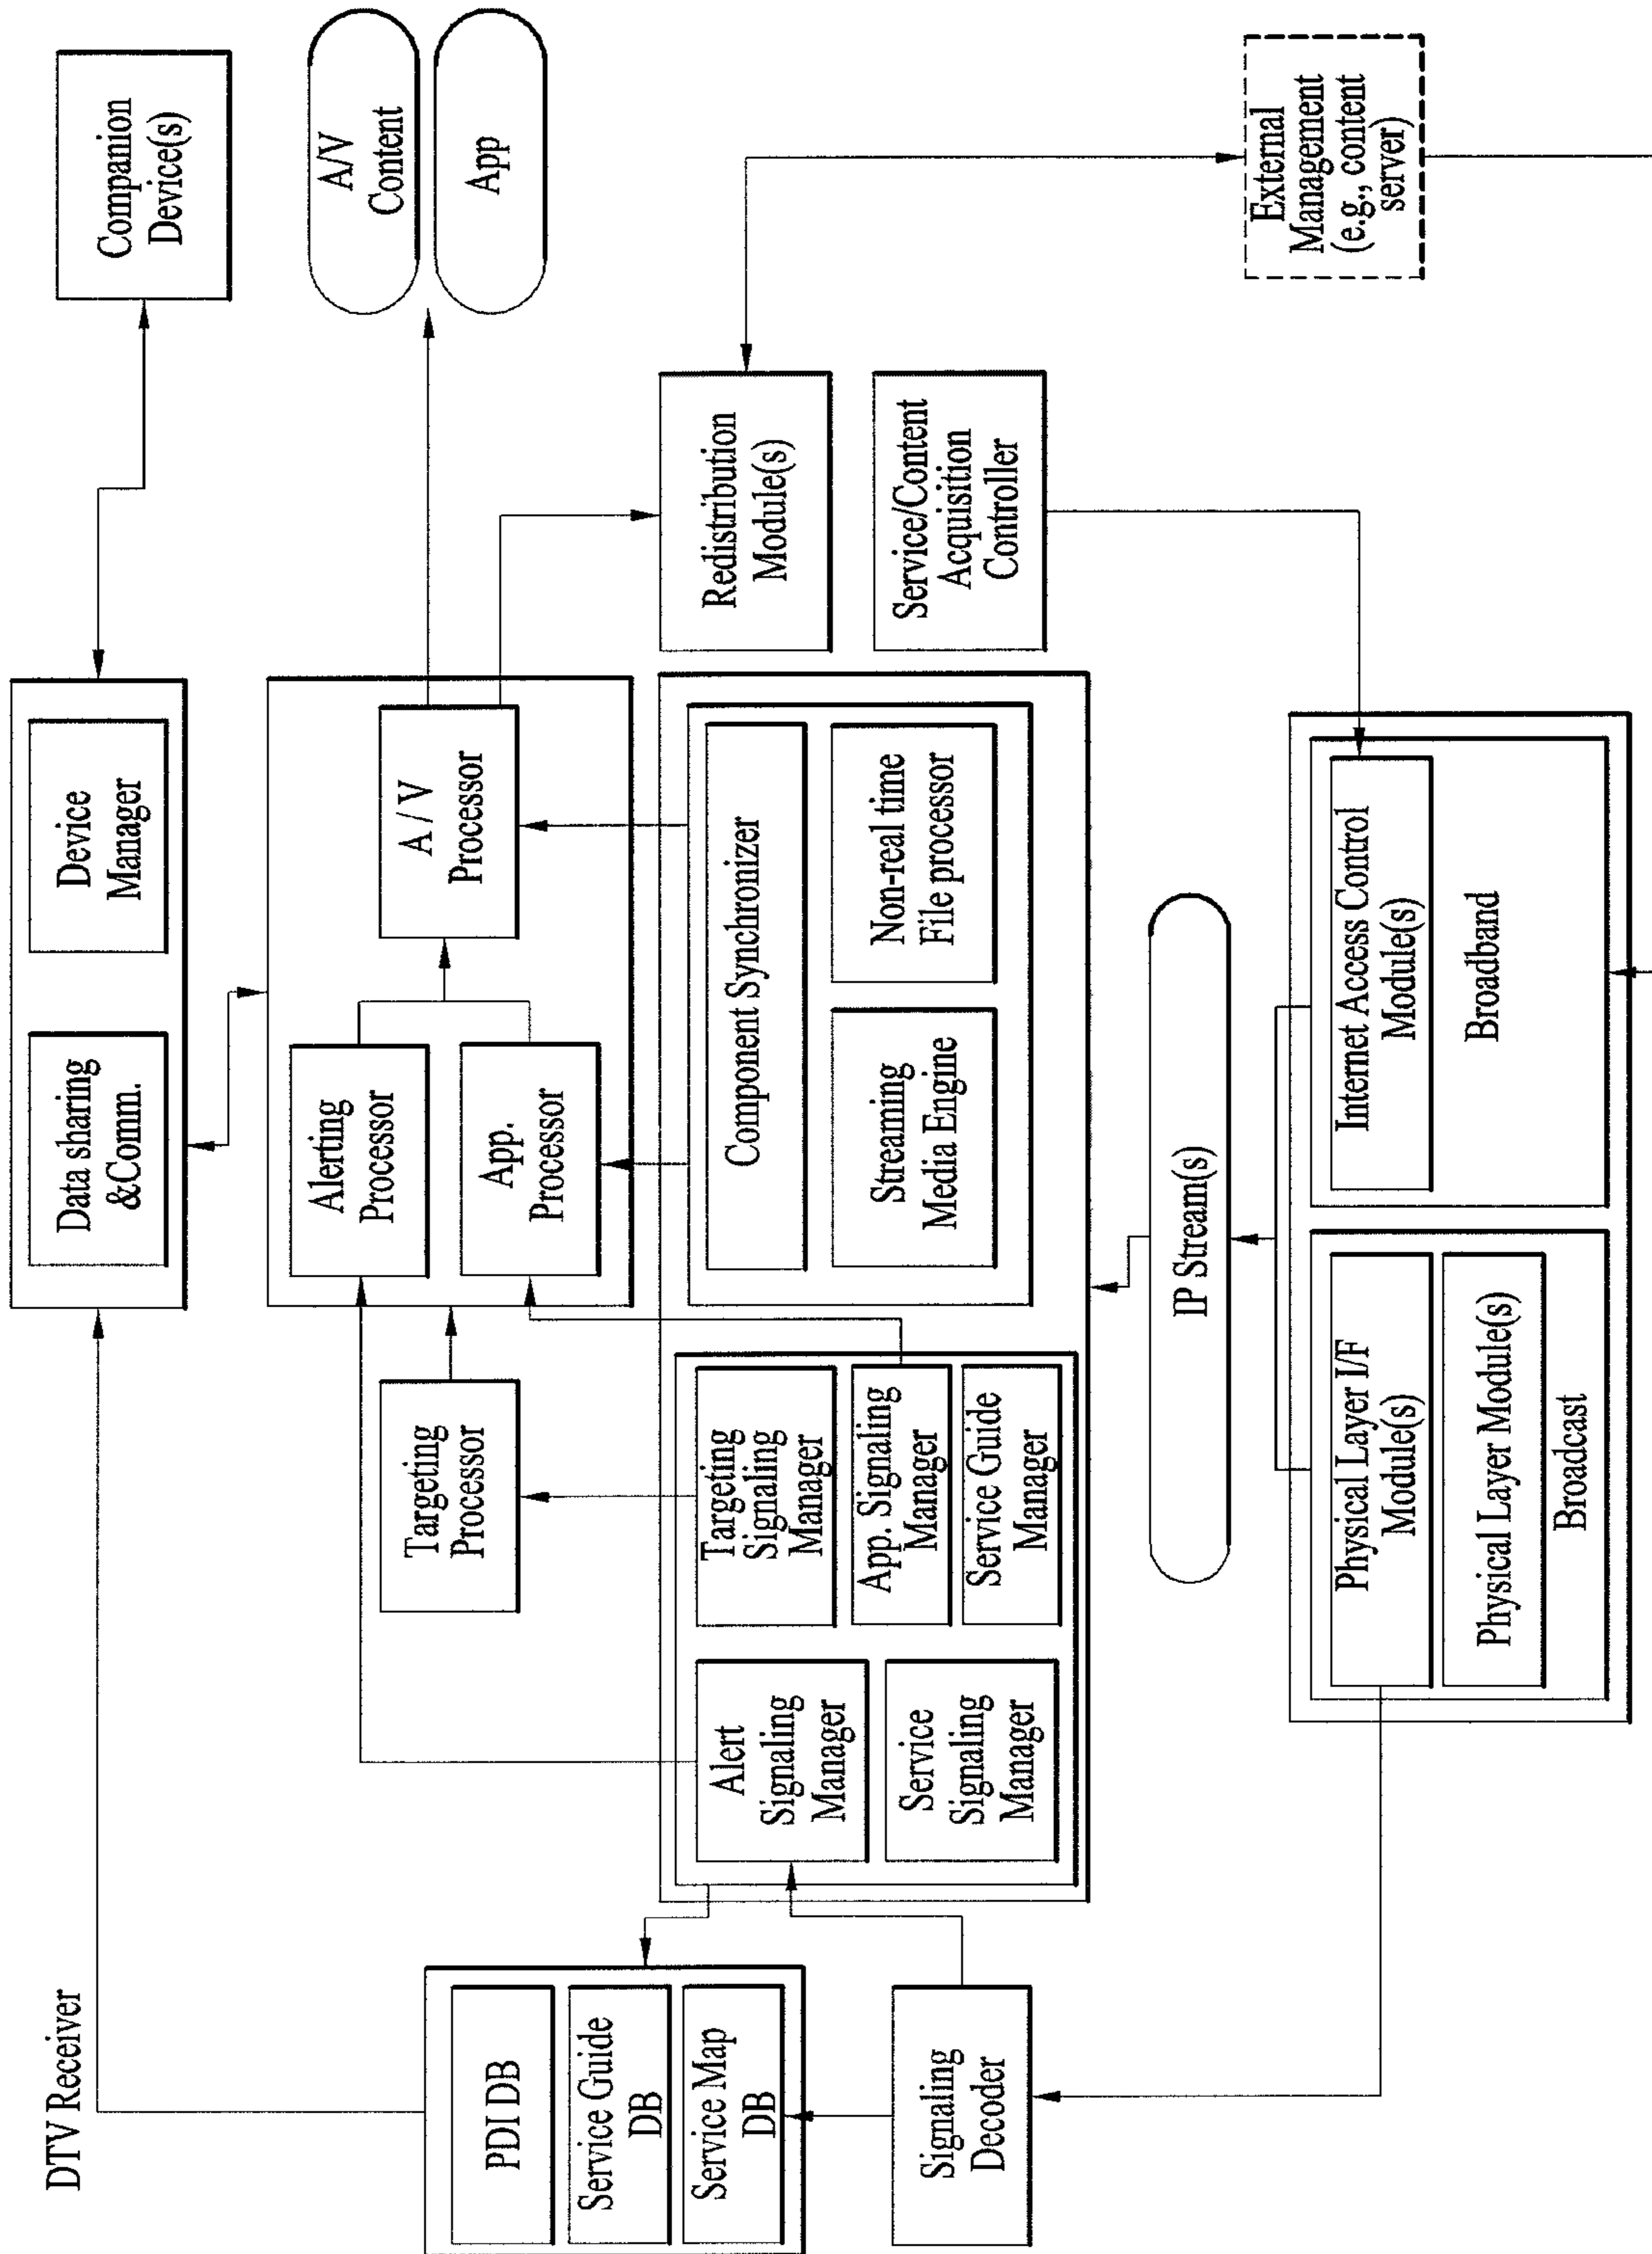 DTV Receiver
PDI DB
Service Guide
DB
Service Map
DB
Signaling
Decoder
Data sharing
&Comm.
Device
Manager
Companion
Device(s)
Targeting
Processor
Alerting
Processor
App.
Processor
A / V
Processor
A/V
Content
App
Alert
Signaling
Manager
Service
Signaling
Manager
Targeting
Signaling
Manager
App. Signaling
Manager
Service Guide
Manager
Component Synchronizer
Streaming
Media Engine
Non-real time
File processor
Redistribution
Module(s)
Service/Content
Acquisition
Controller
IP Stream(s)
Physical Layer I/F
Module(s)
Physical Layer Module(s)
Broadcast
Internet Access Control
Module(s)
Broadband
External
Management
(e.g., content
server)